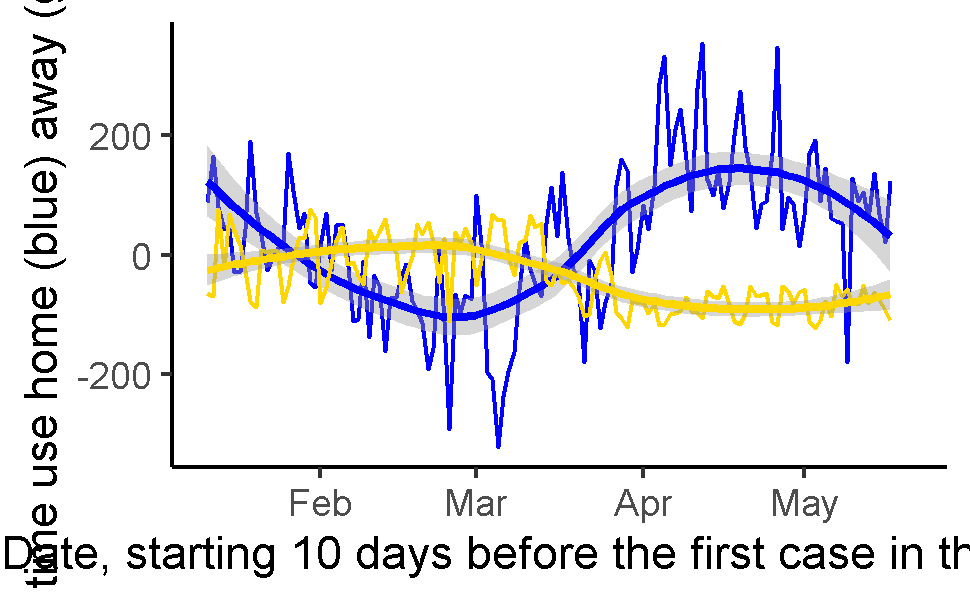 time use home (blue) away (
200
0
-200
Feb Mar Apr May
Date, starting 10 days before the first case in th